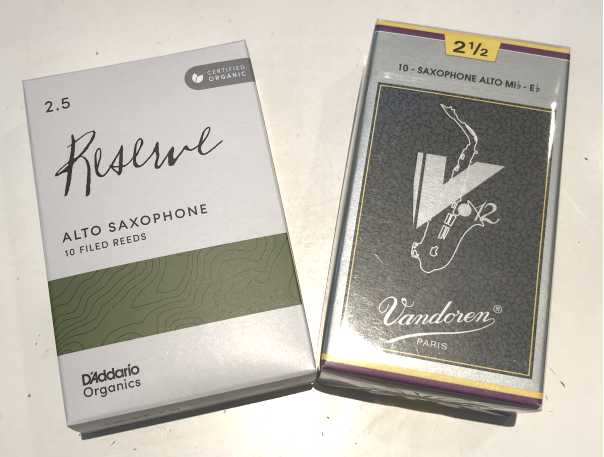 CERTIFIED
ORGANIC
2.5
Reserve
ALTO SAXOPHONE
10 FILED REEDS
D'Addario
Organics
2½
10 - SAXOPHONE ALTO MI♭ - E♭
V
12
Vandoren®
PARIS